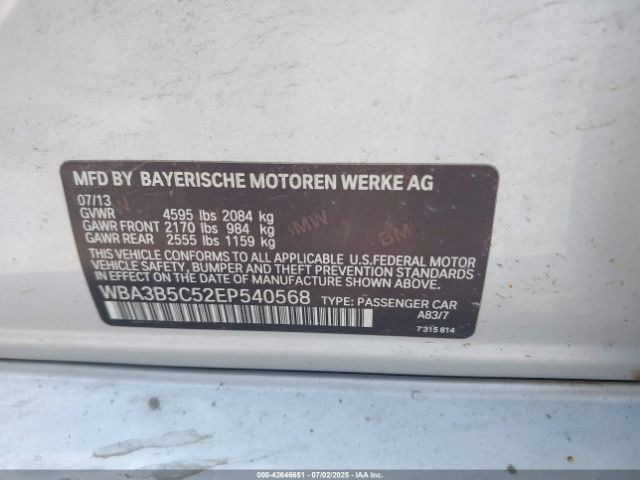 MFD BY BAYERISCHE MOTOREN WERKE AG
07/13
GVWR 4595 lbs 2084 kg
GAWR FRONT 2170 lbs 984 kg
GAWR REAR 2555 lbs 1159 kg
THIS VEHICLE CONFORMS TO ALL APPLICABLE U.S.FEDERAL MOTOR
VEHICLE SAFETY, BUMPER AND THEFT PREVENTION STANDARDS
IN EFFECT ON THE DATE OF MANUFACTURE SHOWN ABOVE.
WBA3B5C52EP540568 TYPE: PASSENGER CAR
A83/7
7 315 814
BMW
BMW
BMW
000-42646651 - 07/02/2025 - IAA Inc.